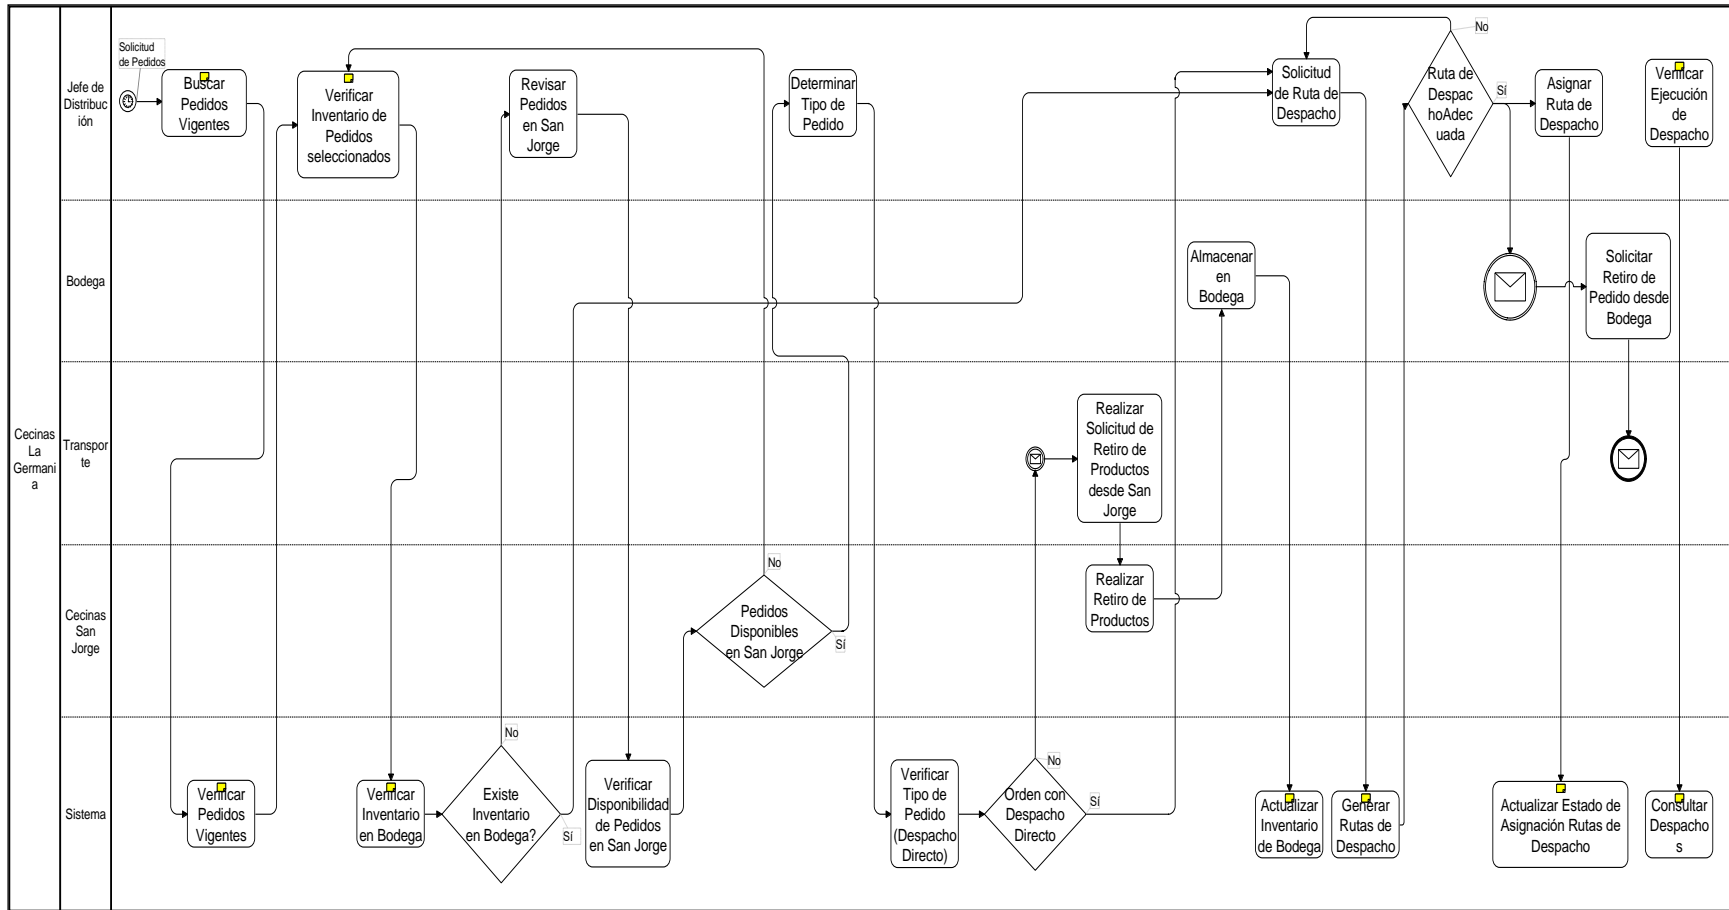 Cecinas
La
Germani
a
Jefe de
Distribuc
ión
Solicitud
de Pedidos
Buscar
Pedidos
Vigentes
Verificar
Inventario de
Pedidos
seleccionados
Revisar
Pedidos
en San
Jorge
Determinar
Tipo de
Pedido
Solicitud
de Ruta de
Despacho
No
Ruta de
Despac
hoAdec
uada
Sí
Asignar
Ruta de
Despacho
Verificar
Ejecución
de
Despacho
Bodega
Almacenar
en
Bodega
Solicitar
Retiro de
Pedido desde
Bodega
Transpor
te
Realizar
Solicitud de
Retiro de
Productos
desde San
Jorge
Cecinas
San
Jorge
No
Pedidos
Disponibles
en San Jorge
Sí
Realizar
Retiro de
Productos
Sistema
Verificar
Pedidos
Vigentes
Verificar
Inventario
en Bodega
No
Existe
Inventario
en Bodega?
Sí
Verificar
Disponibilidad
de Pedidos
en San Jorge
Verificar
Tipo de
Pedido
(Despacho
Directo)
No
Orden con
Despacho
Directo
Sí
Actualizar
Inventario
de Bodega
Generar
Rutas de
Despacho
Actualizar Estado de
Asignación Rutas de
Despacho
Consultar
Despacho
s